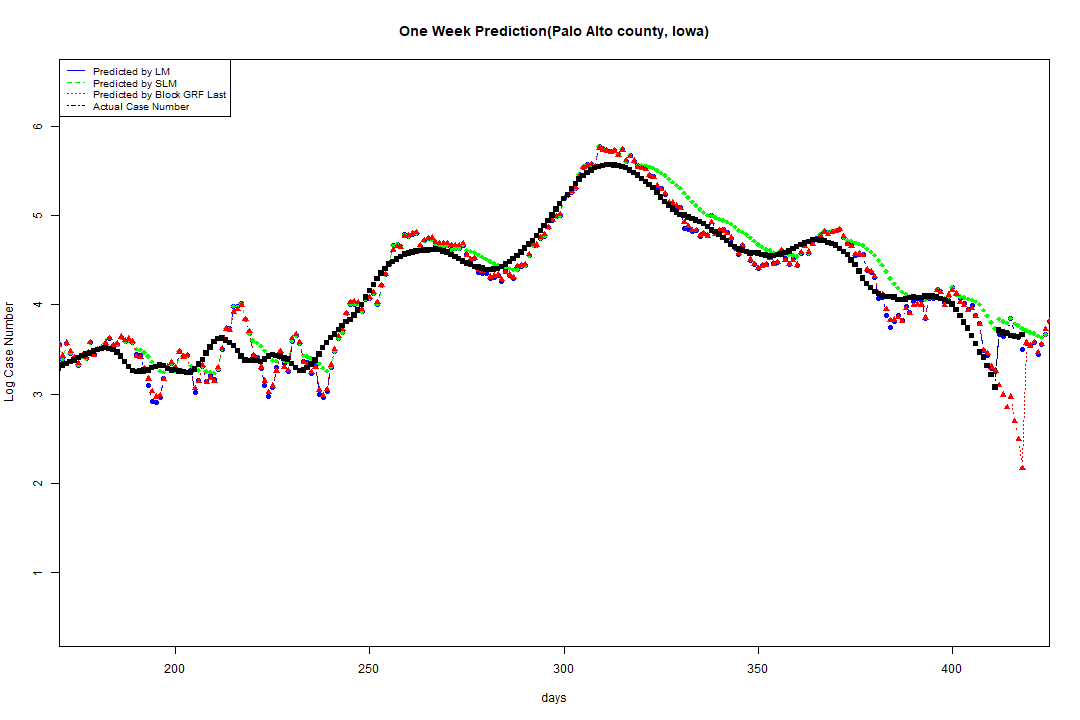 One Week Prediction(Palo Alto county, Iowa)
Predicted by LM
Predicted by SLM
Predicted by Block GRF Last
Actual Case Number
6
5
4
3
2
1
Log Case Number
200 250 300 350 400
days